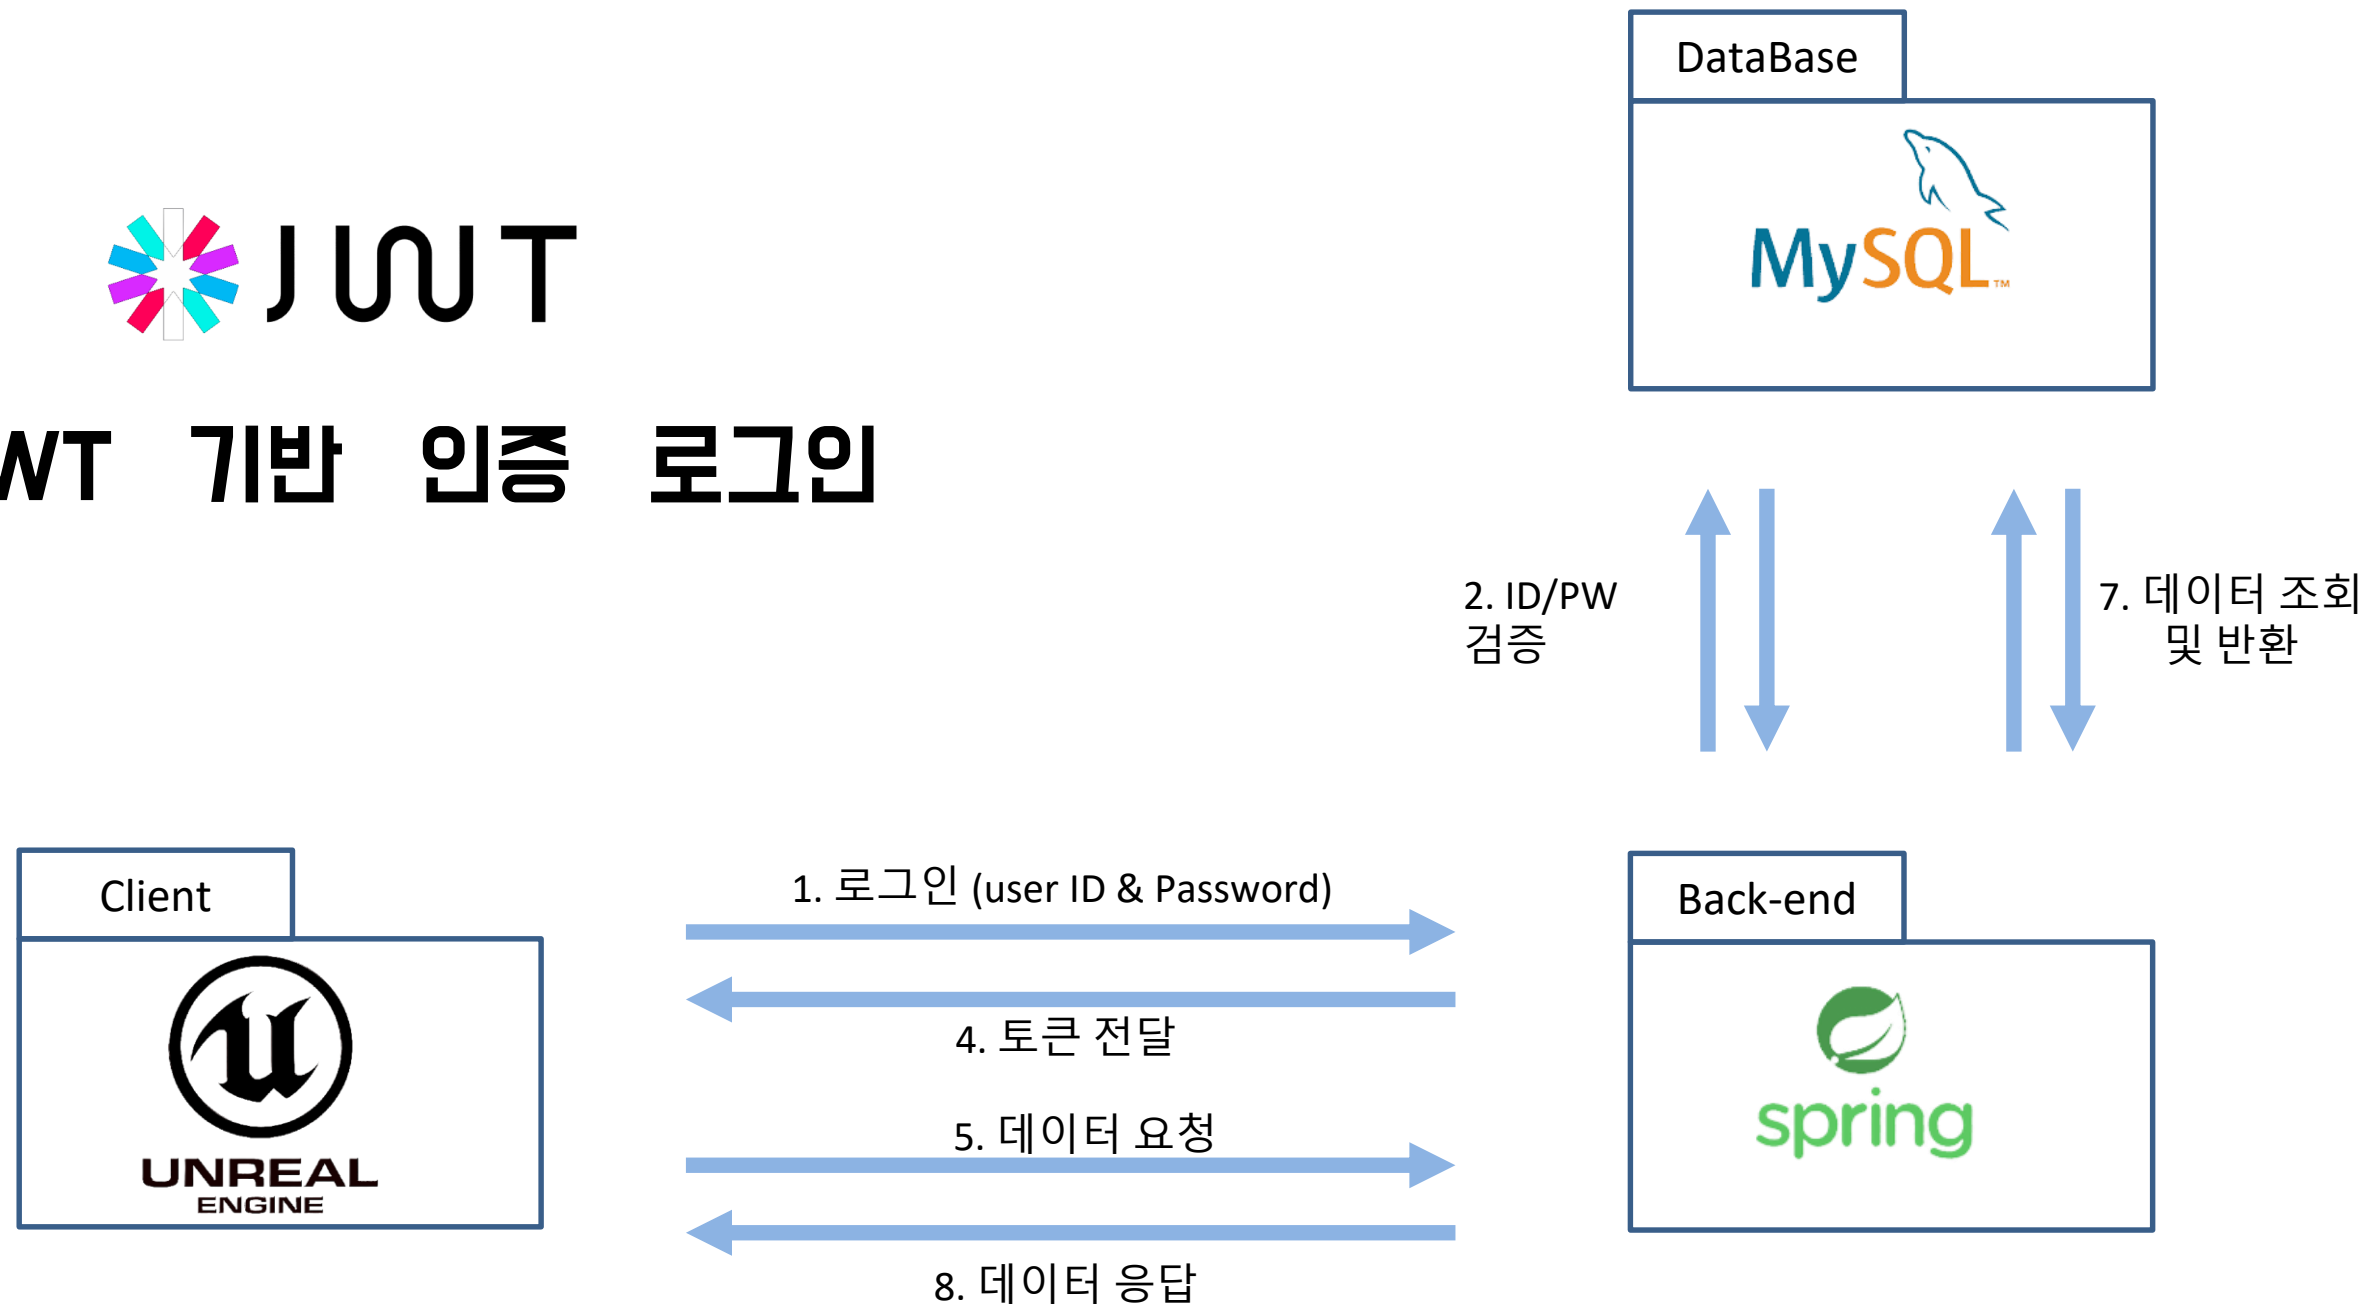 DataBase
MySQL™
JWT
WT 기반 인증 로그인
2. ID/PW
검증
7. 데이터 조회
및 반환
Client
UNREAL
ENGINE
1. 로그인 (user ID & Password)
4. 토큰 전달
5. 데이터 요청
8. 데이터 응답
Back-end
spring